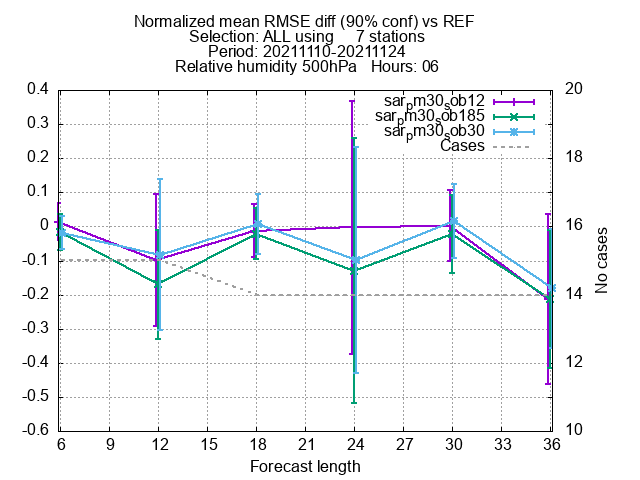 Normalized mean RMSE diff (90% conf) vs REF
Selection: ALL using 7 stations
Period: 20211110-20211124
Relative humidity 500hPa Hours: 06
sar_pm30_sob12
sar_pm30_sob185
sar_pm30_sob30
Cases
0.4
0.3
0.2
0.1
0
-0.1
-0.2
-0.3
-0.4
-0.5
-0.6
20
18
16
14
12
10
No cases
6 9 12 15 18 21 24 27 30 33 36
Forecast length